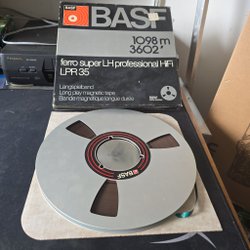 BASF
BASF
1098 m
3602'
ferro super LH professional HiFi
LPR 35
Langspielband
Long play magnetic tape
Bande magnétique longue durée
BASF